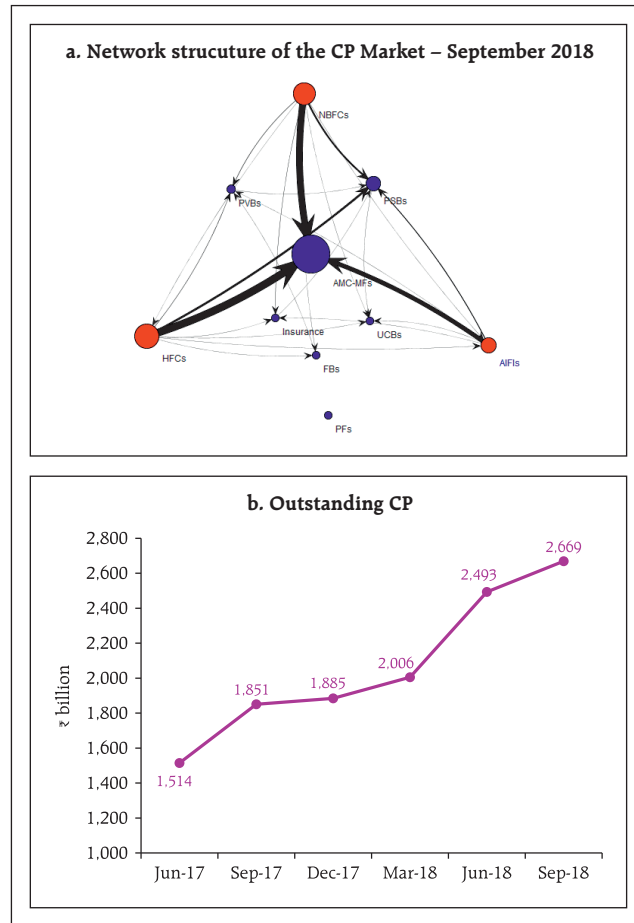 a. Network strucuture of the CP Market – September 2018
NBFCs
PVBs
PSBs
AMC-MFs
Insurance
UCBs
HFCs
FBs
AIFIs
PFs
b. Outstanding CP
2,800
2,600
2,400
2,200
2,000
1,800
1,600
1,400
1,200
1,000
₹ billion
1,514
1,851
1,885
2,006
2.493
2,669
Jun-17 Sep-17 Dec-17 Mar-18 Jun-18 Sep-18